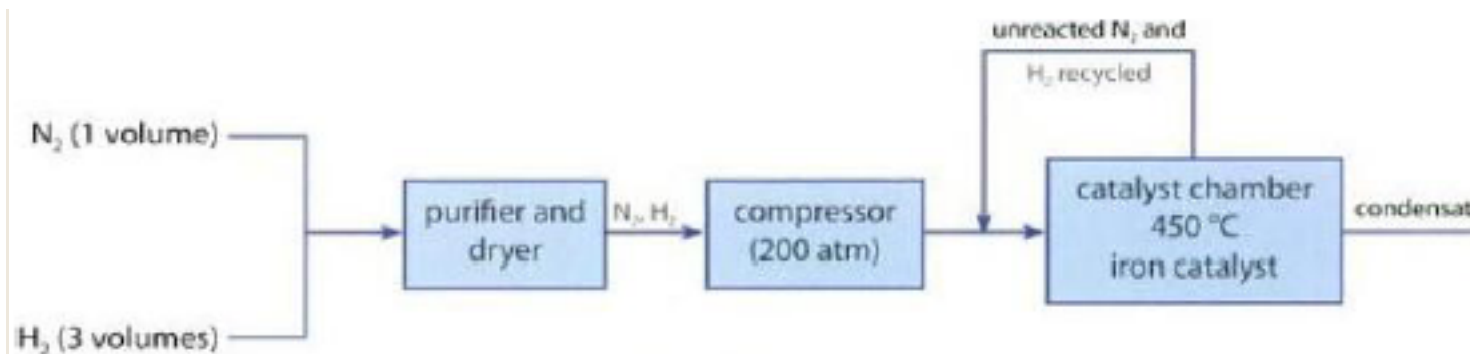 unreacted N₂ and
H₂ recycled
N₂ (1 volume)
purifier and
dryer
N₂, H₂
compressor
(200 atm)
catalyst chamber
450 °C
iron catalyst
condensat
H₂ (3 volumes)